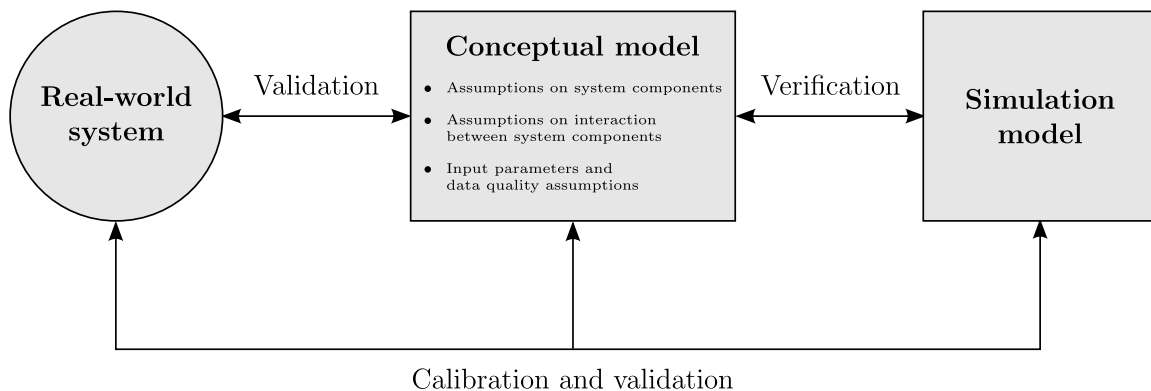 Real-world
system
Validation
Conceptual model
• Assumptions on system components
• Assumptions on interaction
between system components
• Input parameters and
data quality assumptions
Verification
Simulation
model
Calibration and validation